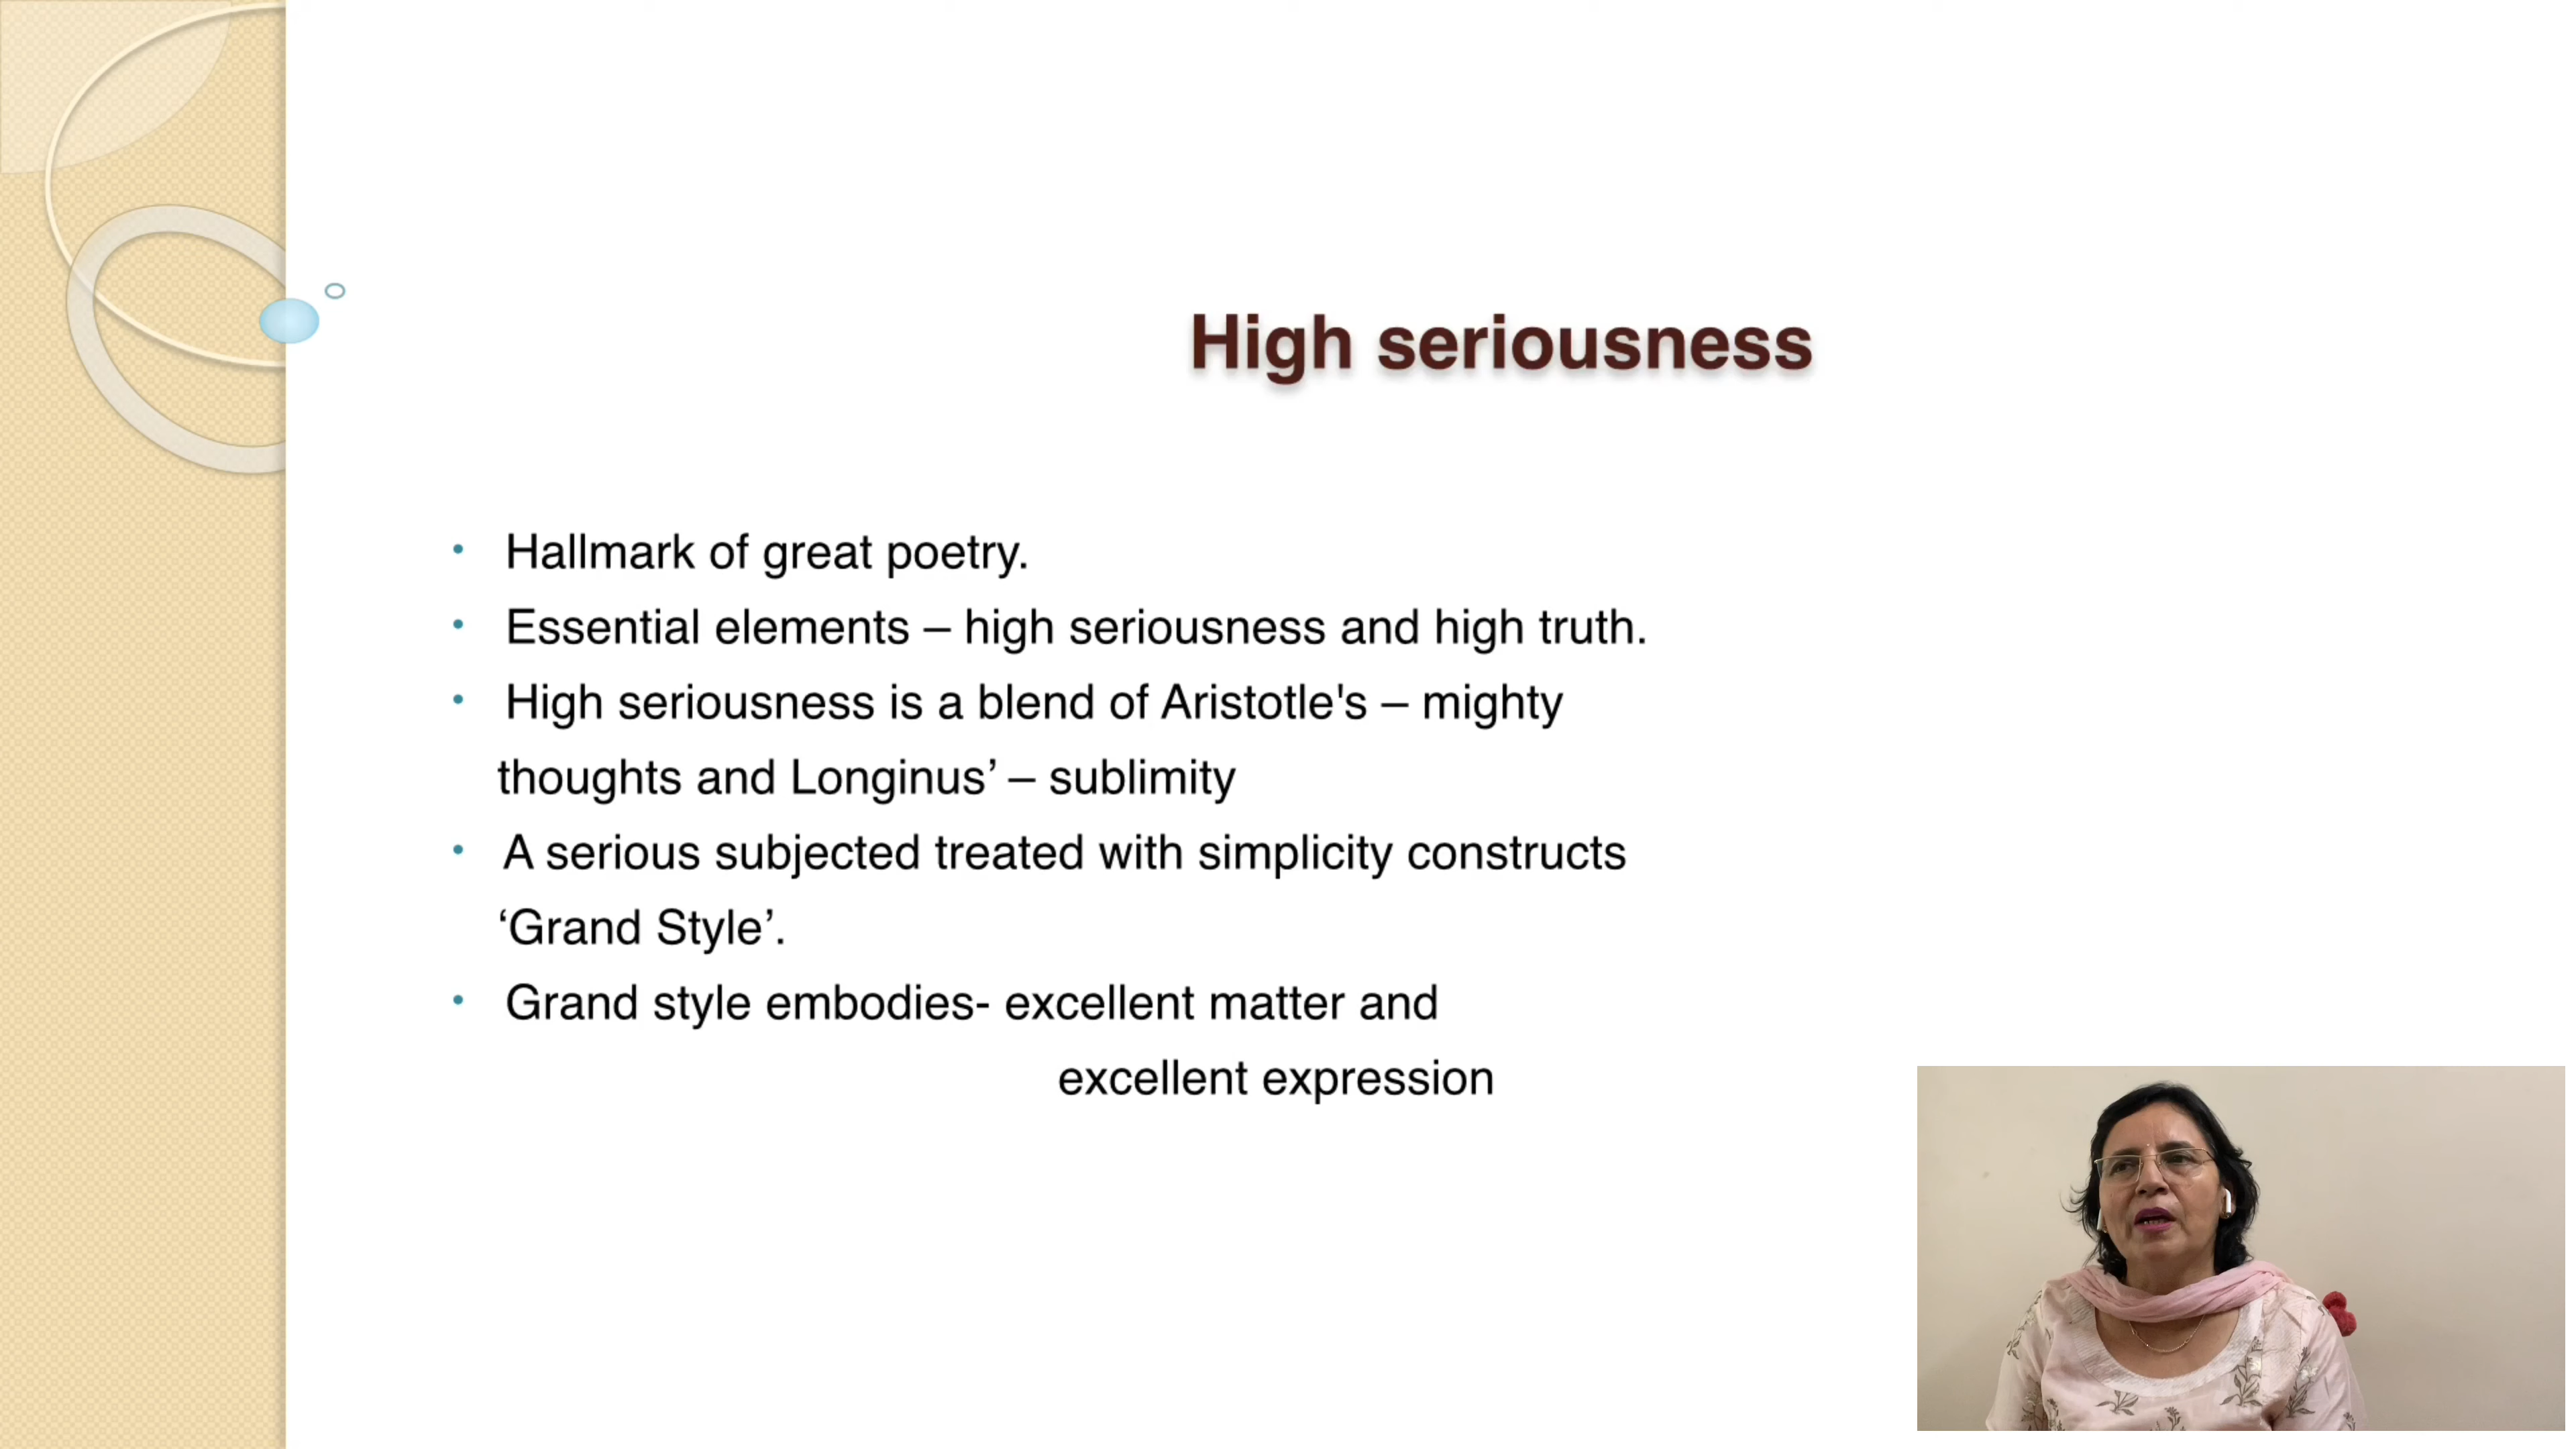 High seriousness
• Hallmark of great poetry.
• Essential elements – high seriousness and high truth.
• High seriousness is a blend of Aristotle's – mighty
thoughts and Longinus’ – sublimity
• A serious subjected treated with simplicity constructs
‘Grand Style’.
• Grand style embodies- excellent matter and
excellent expression